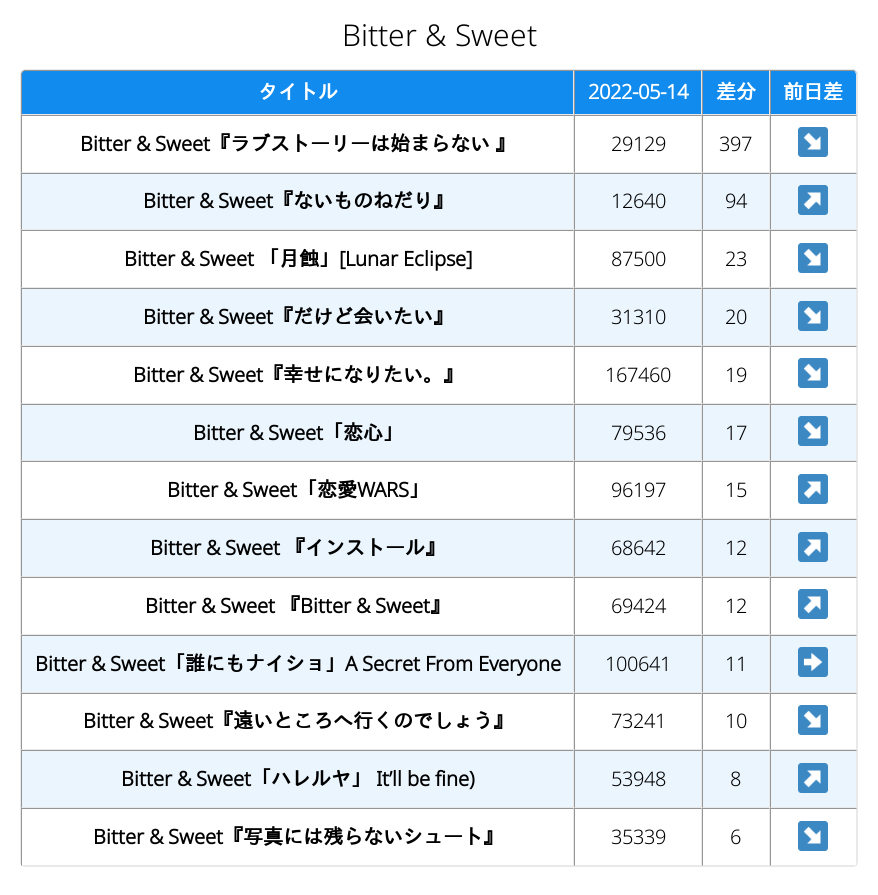 Bitter & Sweet
タイトル 2022-05-14 差分 前日差
Bitter & Sweet『ラブストーリーは始まらない 』 29129 397 ↘
Bitter & Sweet『ないものねだり』 12640 94 ↗
Bitter & Sweet 「月蝕」[Lunar Eclipse] 87500 23 ↘
Bitter & Sweet『だけど会いたい』 31310 20 ↘
Bitter & Sweet『幸せになりたい。』 167460 19 ↘
Bitter & Sweet「恋心」 79536 17 ↘
Bitter & Sweet「恋愛WARS」 96197 15 ↗
Bitter & Sweet 『インストール』 68642 12 ↗
Bitter & Sweet 『Bitter & Sweet』 69424 12 ↗
Bitter & Sweet「誰にもナイショ」A Secret From Everyone 100641 11 ➡
Bitter & Sweet『遠いところへ行くのでしょう』 73241 10 ↘
Bitter & Sweet「ハレルヤ」 It'll be fine) 53948 8 ↗
Bitter & Sweet『写真には残らないシュート』 35339 6 ↘